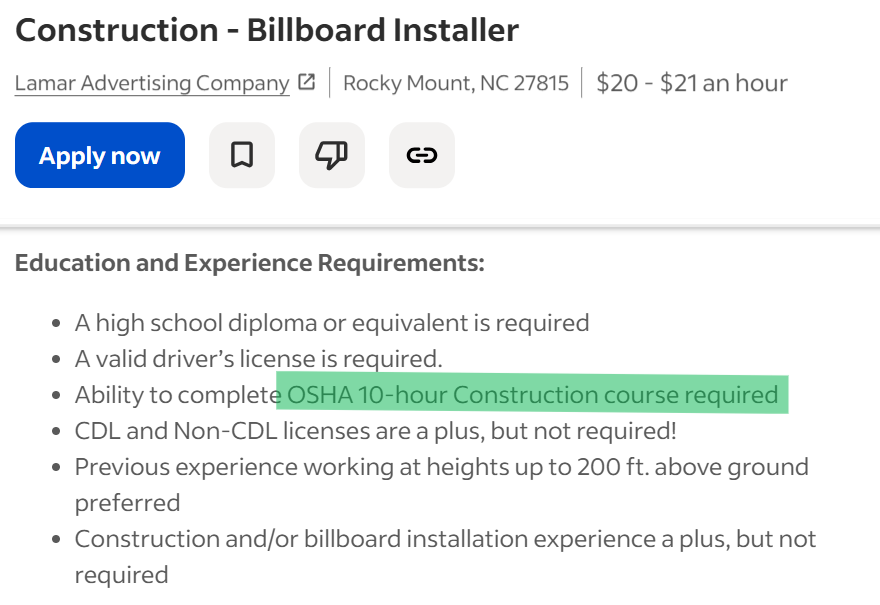 Construction - Billboard Installer
Lamar Advertising Company
Rocky Mount, NC 27815
$20 - $21 an hour
Apply now
Education and Experience Requirements:
• A high school diploma or equivalent is required
• A valid driver's license is required.
• Ability to complete OSHA 10-hour Construction course required
• CDL and Non-CDL licenses are a plus, but not required!
• Previous experience working at heights up to 200 ft. above ground
preferred
• Construction and/or billboard installation experience a plus, but not
required